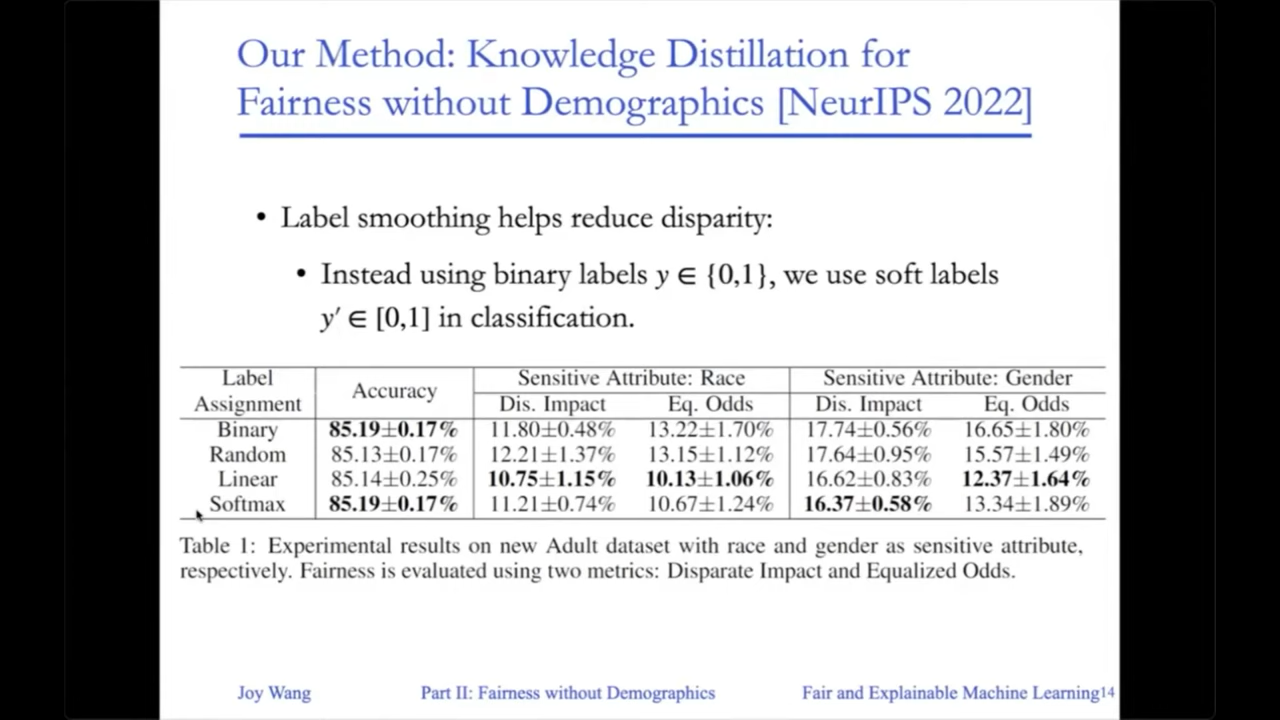 Our Method: Knowledge Distillation for
Fairness without Demographics [NeurIPS 2022]
• Label smoothing helps reduce disparity:
• Instead using binary labels y ∈ {0,1}, we use soft labels
y′ ∈ [0,1] in classification.
Label Assignment | Accuracy | Sensitive Attribute: Race | Sensitive Attribute: Gender
Dis. Impact | Eq. Odds | Dis. Impact | Eq. Odds
Binary | 85.19±0.17% | 11.80±0.48% | 13.22±1.70% | 17.74±0.56% | 16.65±1.80%
Random | 85.13±0.17% | 12.21±1.37% | 13.15±1.12% | 17.64±0.95% | 15.57±1.49%
Linear | 85.14±0.25% | 10.75±1.15% | 10.13±1.06% | 16.62±0.83% | 12.37±1.64%
Softmax | 85.19±0.17% | 11.21±0.74% | 10.67±1.24% | 16.37±0.58% | 13.34±1.89%
Table 1: Experimental results on new Adult dataset with race and gender as sensitive attribute,
respectively. Fairness is evaluated using two metrics: Disparate Impact and Equalized Odds.
Joy Wang Part II: Fairness without Demographics Fair and Explainable Machine Learning 14